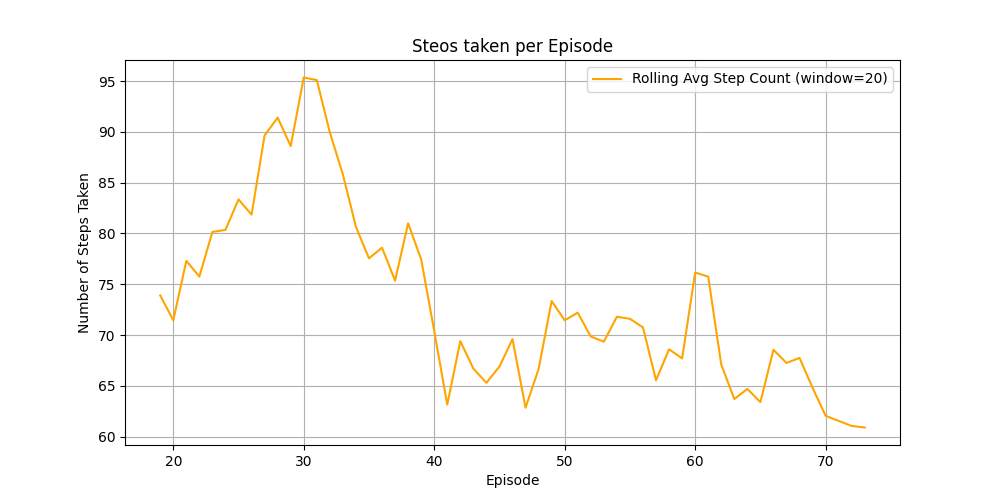 Steos taken per Episode
Rolling Avg Step Count (window=20)
Number of Steps Taken
95
90
85
80
75
70
65
60
20 30 40 50 60 70
Episode